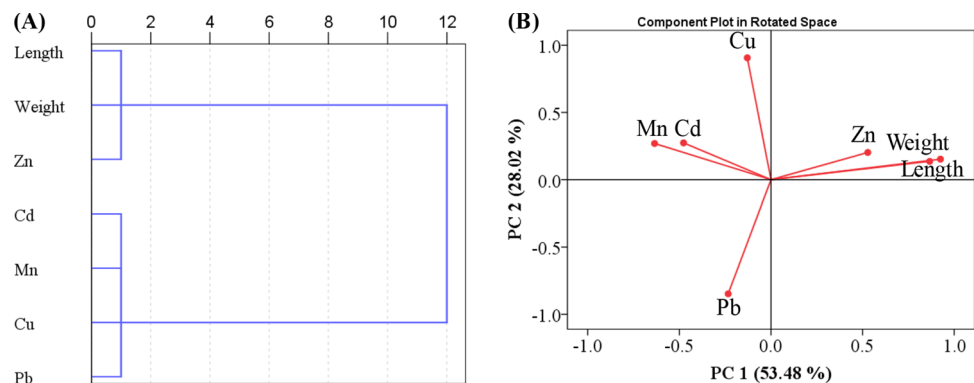 (A)
0 2 4 6 8 10 12
Length
Weight
Zn
Cd
Mn
Cu
Pb
(B)
Component Plot in Rotated Space
PC 2 (28.02 %)
1.0
0.5
0.0
-0.5
-1.0
Cu
Mn Cd
Zn Weight
Length
Pb
-1.0 -0.5 0.0 0.5 1.0
PC 1 (53.48 %)